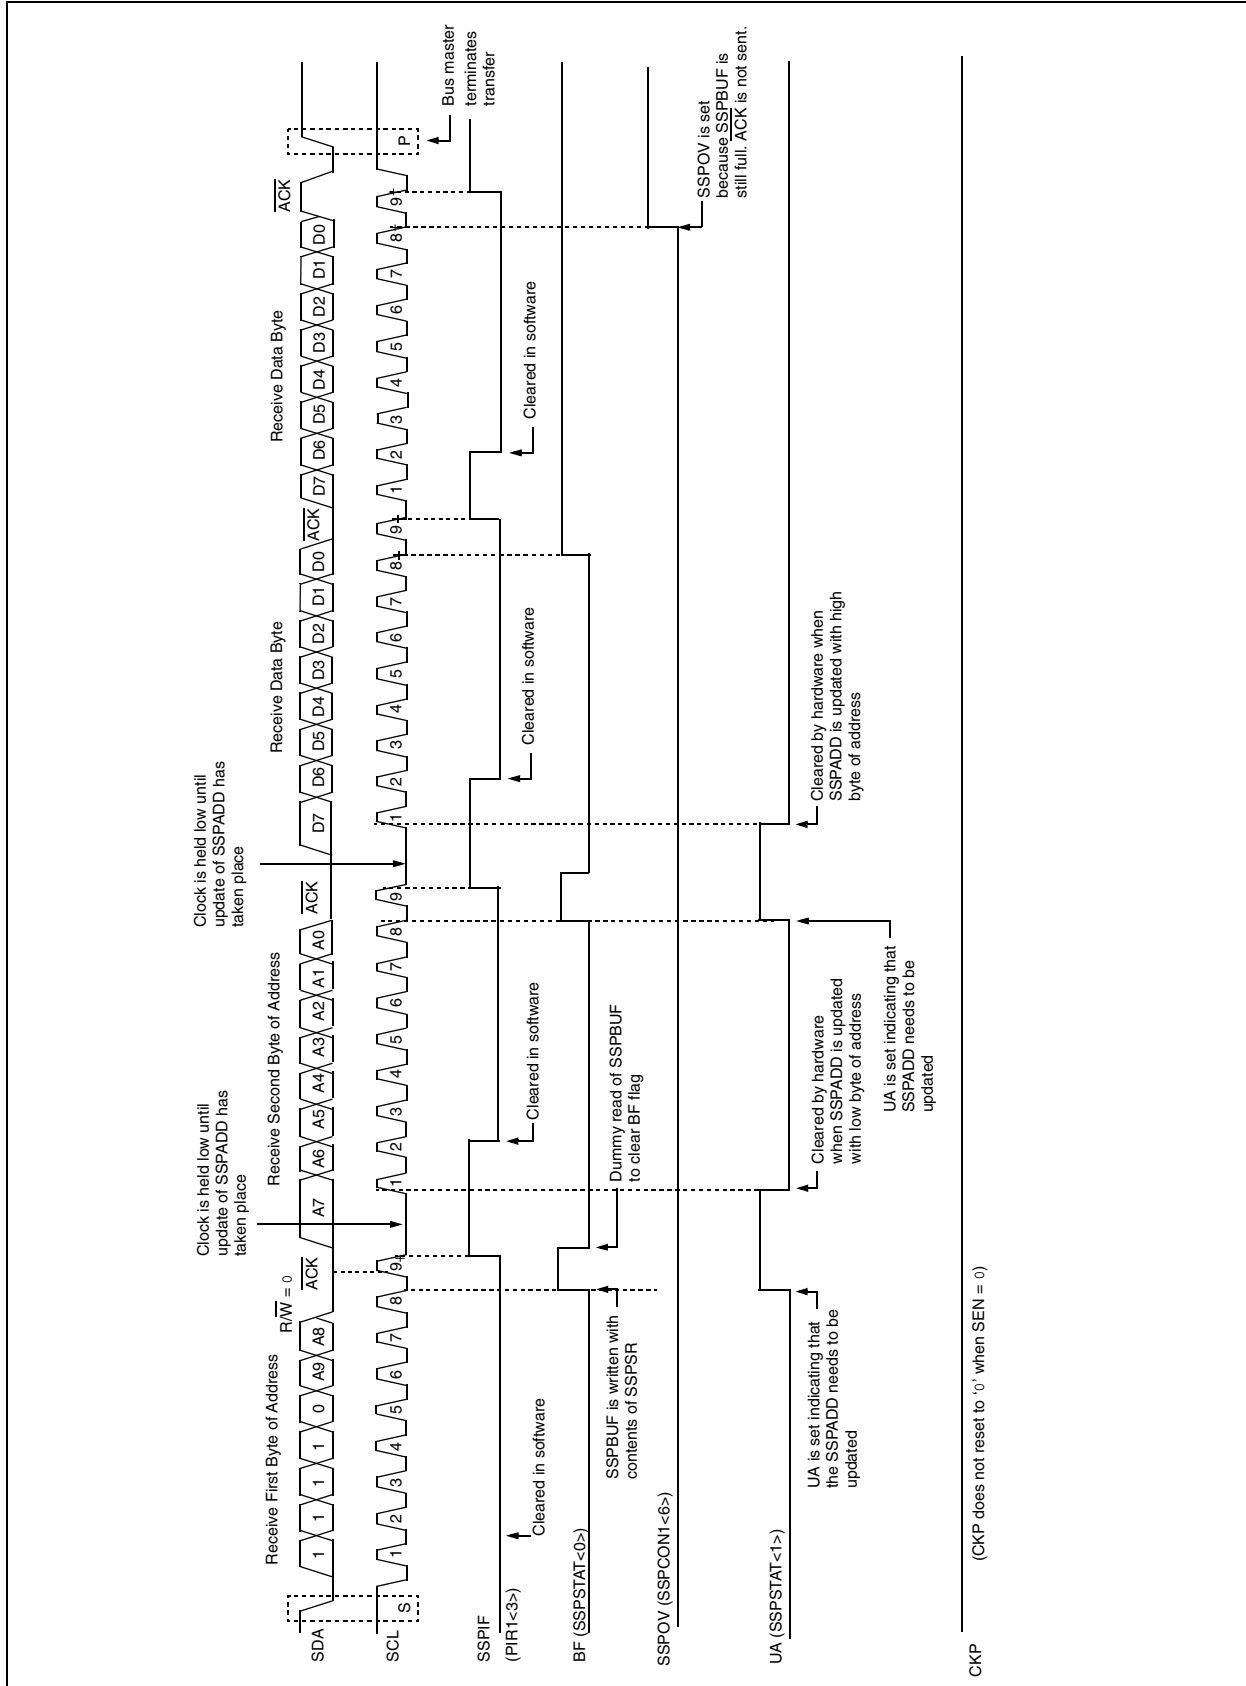 Receive First Byte of Address
R/W = 0
ACK
Clock is held low until
update of SSPADD has
taken place
Receive Second Byte of Address
ACK
Clock is held low until
update of SSPADD has
taken place
Receive Data Byte
ACK
Receive Data Byte
ACK
SDA
1
1
1
1
0
A9
A8
A7
A6
A5
A4
A3
A2
A1
A0
D7
D6
D5
D4
D3
D2
D1
D0
D7
D6
D5
D4
D3
D2
D1
D0
SCL
S
1
2
3
4
5
6
7
8
9
1
2
3
4
5
6
7
8
9
1
2
3
4
5
6
7
8
9
1
2
3
4
5
6
7
8
9
P
Bus master
terminates
transfer
SSPIF
(PIR1<3>)
Cleared in software
Cleared in software
Cleared in software
Cleared in software
BF (SSPSTAT<0>)
SSPBUF is written with
contents of SSPSR
Dummy read of SSPBUF
to clear BF flag
SSPOV (SSPCON1<6>)
SSPOV is set
because SSPBUF is
still full. ACK is not sent.
UA (SSPSTAT<1>)
UA is set indicating that
the SSPADD needs to be
updated
Cleared by hardware
when SSPADD is updated
with low byte of address
UA is set indicating that
SSPADD needs to be
updated
Cleared by hardware when
SSPADD is updated with high
byte of address
CKP
(CKP does not reset to ‘0’ when SEN = 0)